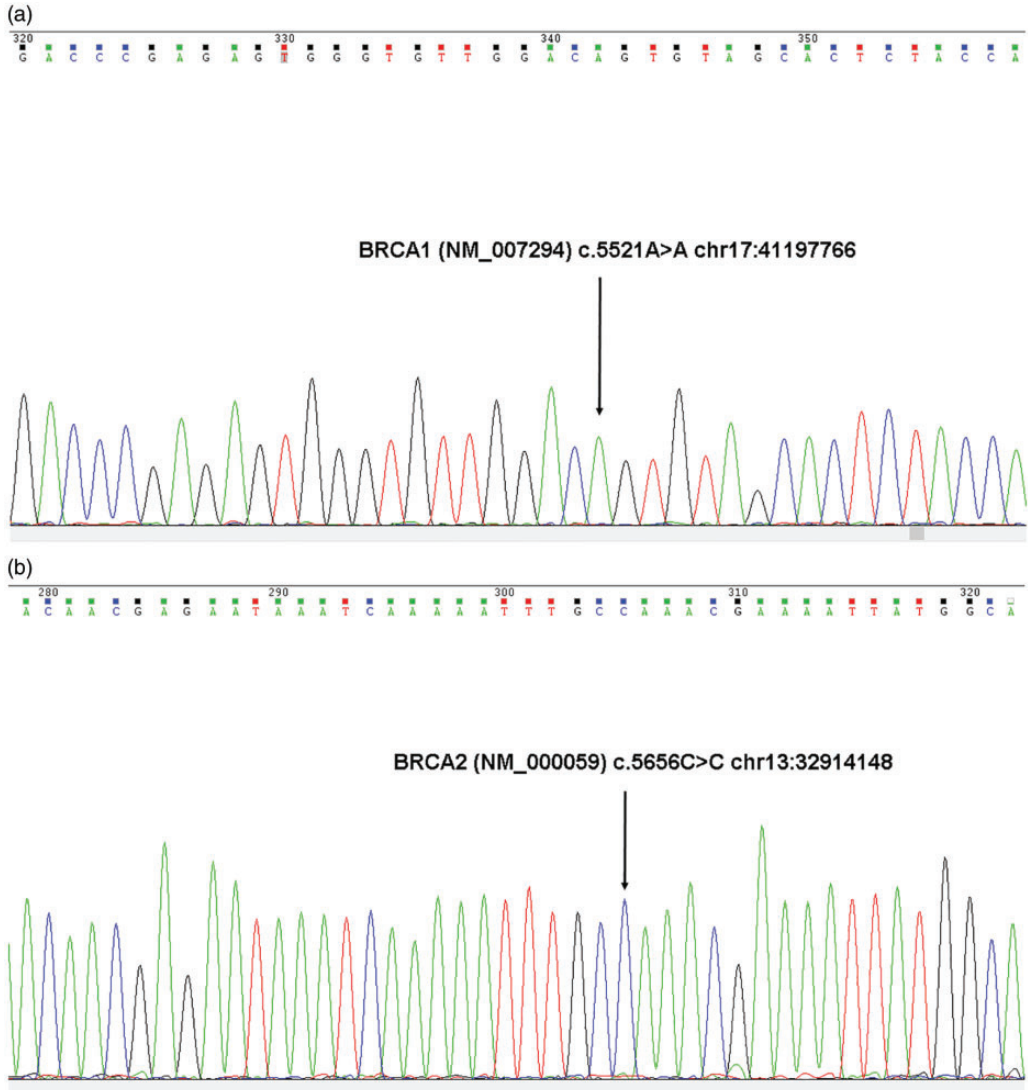 (a)
320 330 340 350
G A C C C G A G A G T G G G T G T T G G A C A G T G T A G C A C T C T A C C A
BRCA1 (NM_007294) c.5521A>A chr17:41197766
(b)
280 290 300 310 320
A C A A C G A G A A T A A A T C A A A A A T T T G C C A A A C G A A A A T T A T G G C A
BRCA2 (NM_000059) c.5656C>C chr13:32914148